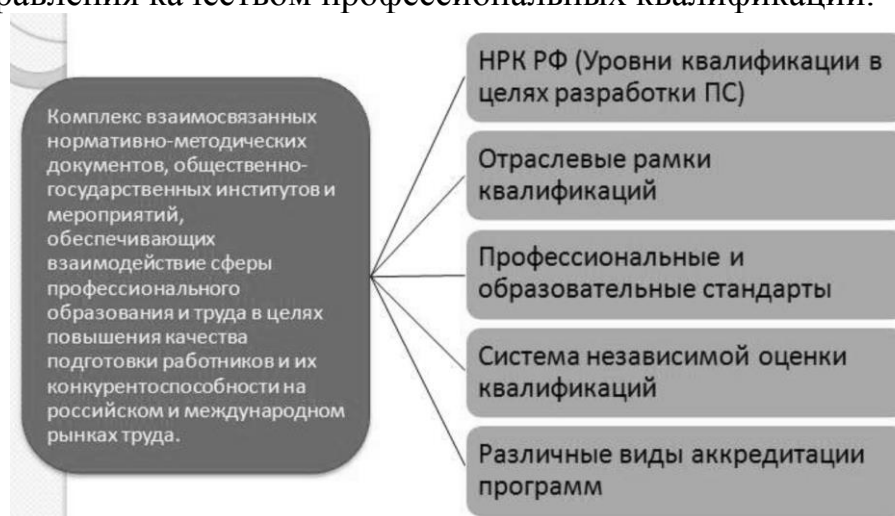 качеством профессиональных квалификаций.
Комплекс взаимосвязанных
нормативно-методических
документов, общественно-
государственных институтов и
мероприятий,
обеспечивающих
взаимодействие сферы
профессионального
образования и труда в целях
повышения качества
подготовки работников и их
конкурентоспособности на
российском и международном
рынках труда.
НРК РФ (Уровни квалификации в
целях разработки ПС)
Отраслевые рамки
квалификаций
Профессиональные и
образовательные стандарты
Система независимой оценки
квалификаций
Различные виды аккредитации
программ